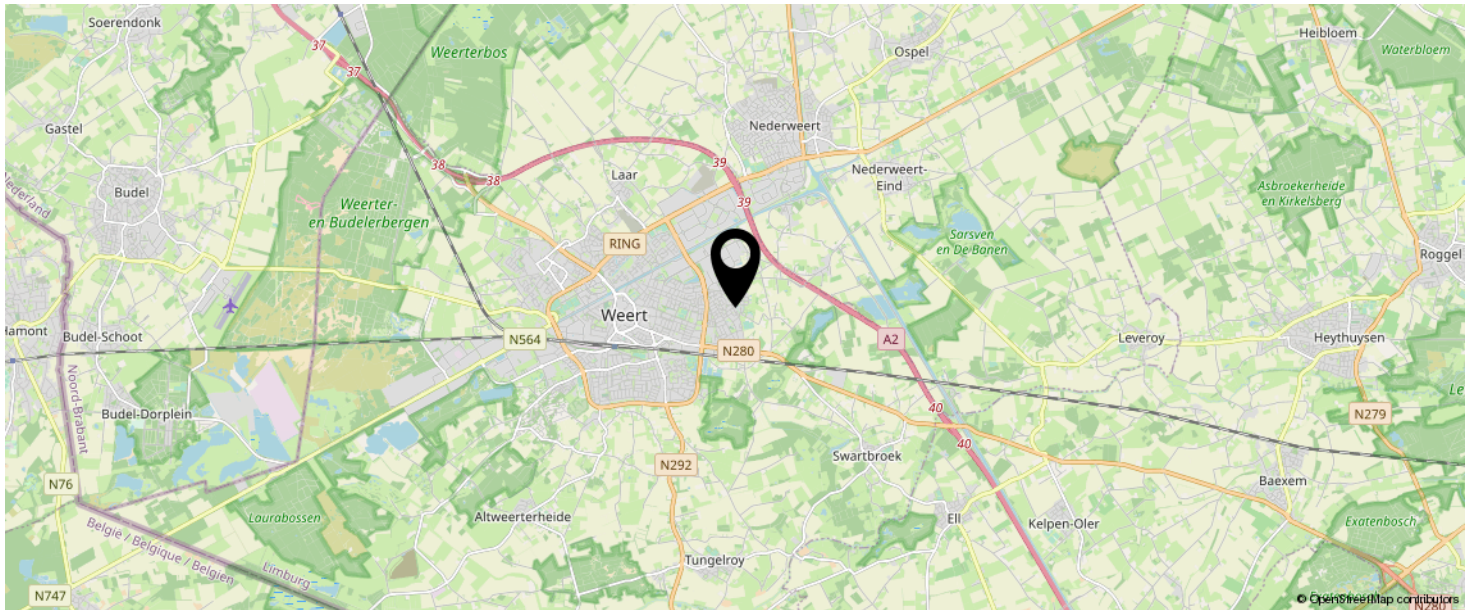 Soerendonk
37
37
Weerterbos
Ospel
Heibloem
Waterbloem
Gastel
Nederweert
38
38
39
Laar
Nederweert-
Eind
Nederland
Budel
39
Asbroekerheide
en Kirkelsberg
Weerter-
en Budelerbergen
RING
Sarsven
en De Banen
Roggel
Hamont
Budel-Schoot
Weert
N564
N280
A2
Leveroy
Heythuysen
Noord-Brabant
Budel-Dorplein
40
40
N279
Swartbroek
N292
N76
Baexem
Laurabossen
Altweerterheide
Ell
Kelpen-Oler
Exatenbosch
België / Belgique / Belgien
Limburg
Tungelroy
N747
N280
© OpenStreetMap contributors